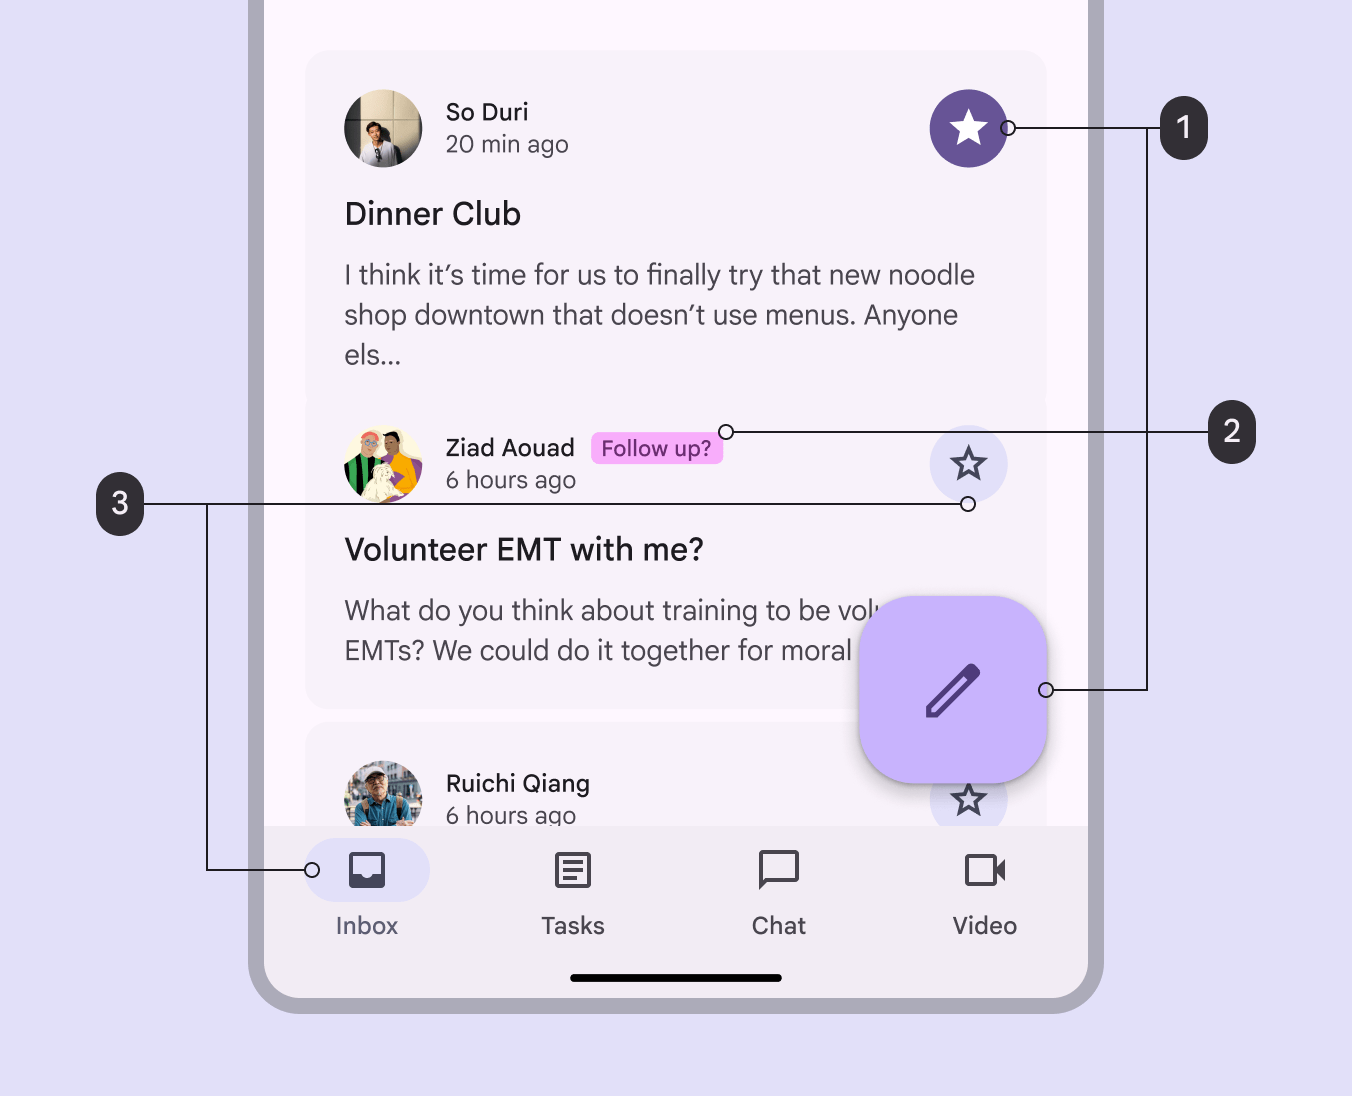 So Duri
20 min ago
1
Dinner Club
I think it’s time for us to finally try that new noodle
shop downtown that doesn’t use menus. Anyone
els...
Ziad Aouad Follow up?
2
6 hours ago
3
Volunteer EMT with me?
What do you think about training to be
EMTs? We could do it together for moral
Ruichi Qiang
6 hours ago
Inbox Tasks Chat Video